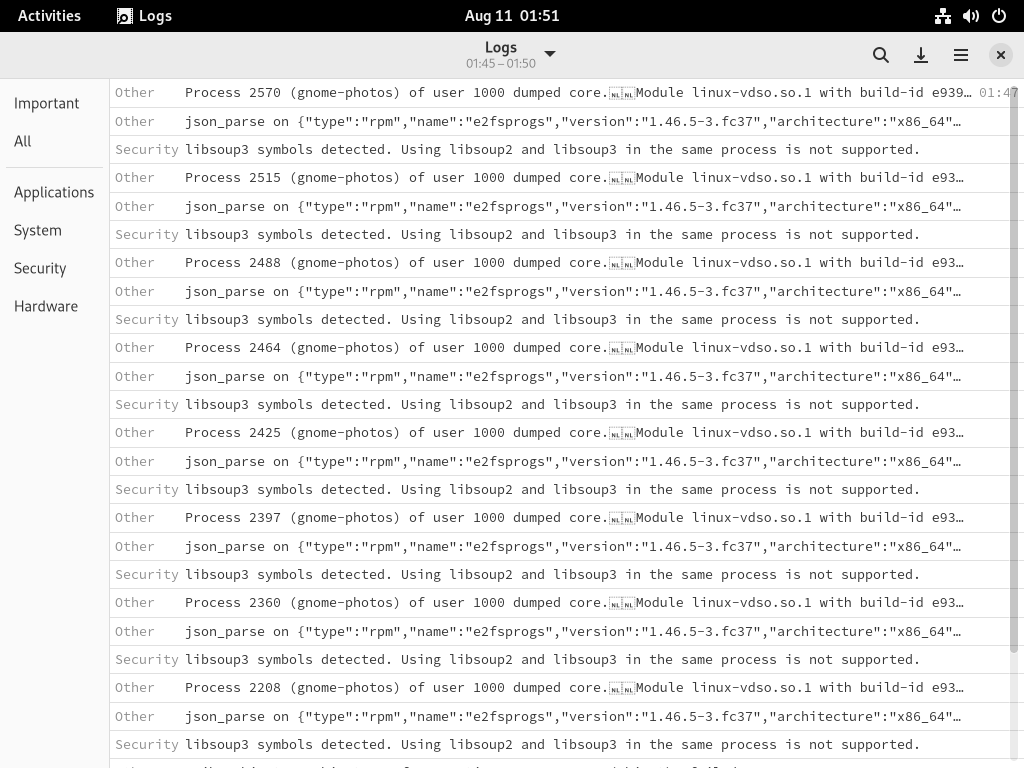 Activities Logs Aug 11 01:51
Logs
01:45 – 01:50
Important
All
Applications
System
Security
Hardware
Other Process 2570 (gnome-photos) of user 1000 dumped core.␤␤Module linux-vdso.so.1 with build-id e939… 01:47
Other json_parse on {"type":"rpm","name":"e2fsprogs","version":"1.46.5-3.fc37","architecture":"x86_64"…
Security libsoup3 symbols detected. Using libsoup2 and libsoup3 in the same process is not supported.
Other Process 2515 (gnome-photos) of user 1000 dumped core.␤␤Module linux-vdso.so.1 with build-id e93…
Other json_parse on {"type":"rpm","name":"e2fsprogs","version":"1.46.5-3.fc37","architecture":"x86_64"…
Security libsoup3 symbols detected. Using libsoup2 and libsoup3 in the same process is not supported.
Other Process 2488 (gnome-photos) of user 1000 dumped core.␤␤Module linux-vdso.so.1 with build-id e93…
Other json_parse on {"type":"rpm","name":"e2fsprogs","version":"1.46.5-3.fc37","architecture":"x86_64"…
Security libsoup3 symbols detected. Using libsoup2 and libsoup3 in the same process is not supported.
Other Process 2464 (gnome-photos) of user 1000 dumped core.␤␤Module linux-vdso.so.1 with build-id e93…
Other json_parse on {"type":"rpm","name":"e2fsprogs","version":"1.46.5-3.fc37","architecture":"x86_64"…
Security libsoup3 symbols detected. Using libsoup2 and libsoup3 in the same process is not supported.
Other Process 2425 (gnome-photos) of user 1000 dumped core.␤␤Module linux-vdso.so.1 with build-id e93…
Other json_parse on {"type":"rpm","name":"e2fsprogs","version":"1.46.5-3.fc37","architecture":"x86_64"…
Security libsoup3 symbols detected. Using libsoup2 and libsoup3 in the same process is not supported.
Other Process 2397 (gnome-photos) of user 1000 dumped core.␤␤Module linux-vdso.so.1 with build-id e93…
Other json_parse on {"type":"rpm","name":"e2fsprogs","version":"1.46.5-3.fc37","architecture":"x86_64"…
Security libsoup3 symbols detected. Using libsoup2 and libsoup3 in the same process is not supported.
Other Process 2360 (gnome-photos) of user 1000 dumped core.␤␤Module linux-vdso.so.1 with build-id e93…
Other json_parse on {"type":"rpm","name":"e2fsprogs","version":"1.46.5-3.fc37","architecture":"x86_64"…
Security libsoup3 symbols detected. Using libsoup2 and libsoup3 in the same process is not supported.
Other Process 2208 (gnome-photos) of user 1000 dumped core.␤␤Module linux-vdso.so.1 with build-id e93…
Other json_parse on {"type":"rpm","name":"e2fsprogs","version":"1.46.5-3.fc37","architecture":"x86_64"…
Security libsoup3 symbols detected. Using libsoup2 and libsoup3 in the same process is not supported.